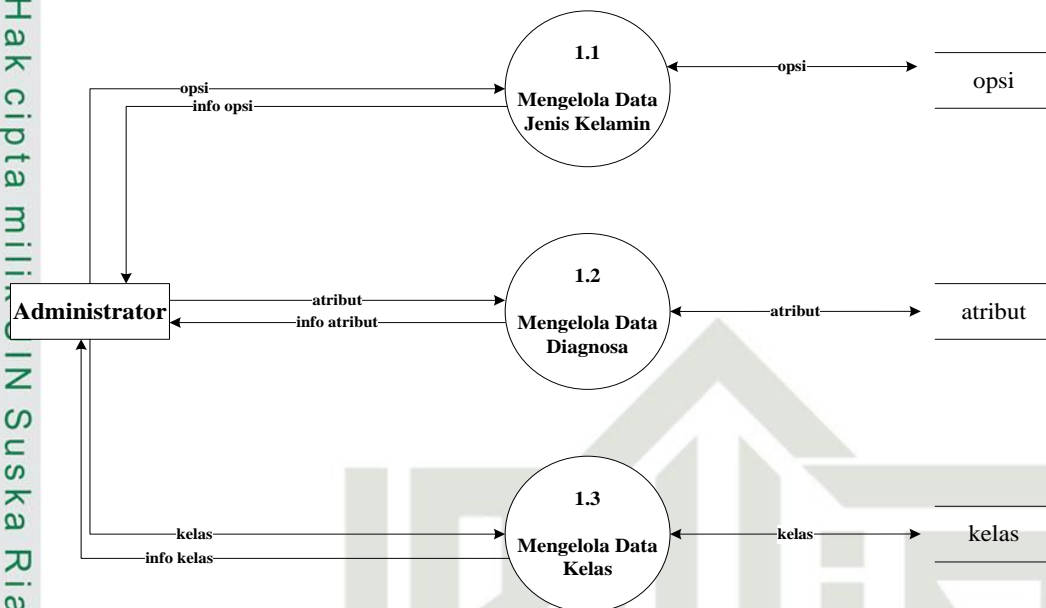 Hak cipta milik UIN Suska Ria
1.1
Mengelola Data
Jenis Kelamin
opsi
info opsi
opsi
opsi
Administrator
1.2
Mengelola Data
Diagnosa
atribut
info atribut
atribut
atribut
1.3
Mengelola Data
Kelas
kelas
info kelas
kelas
kelas